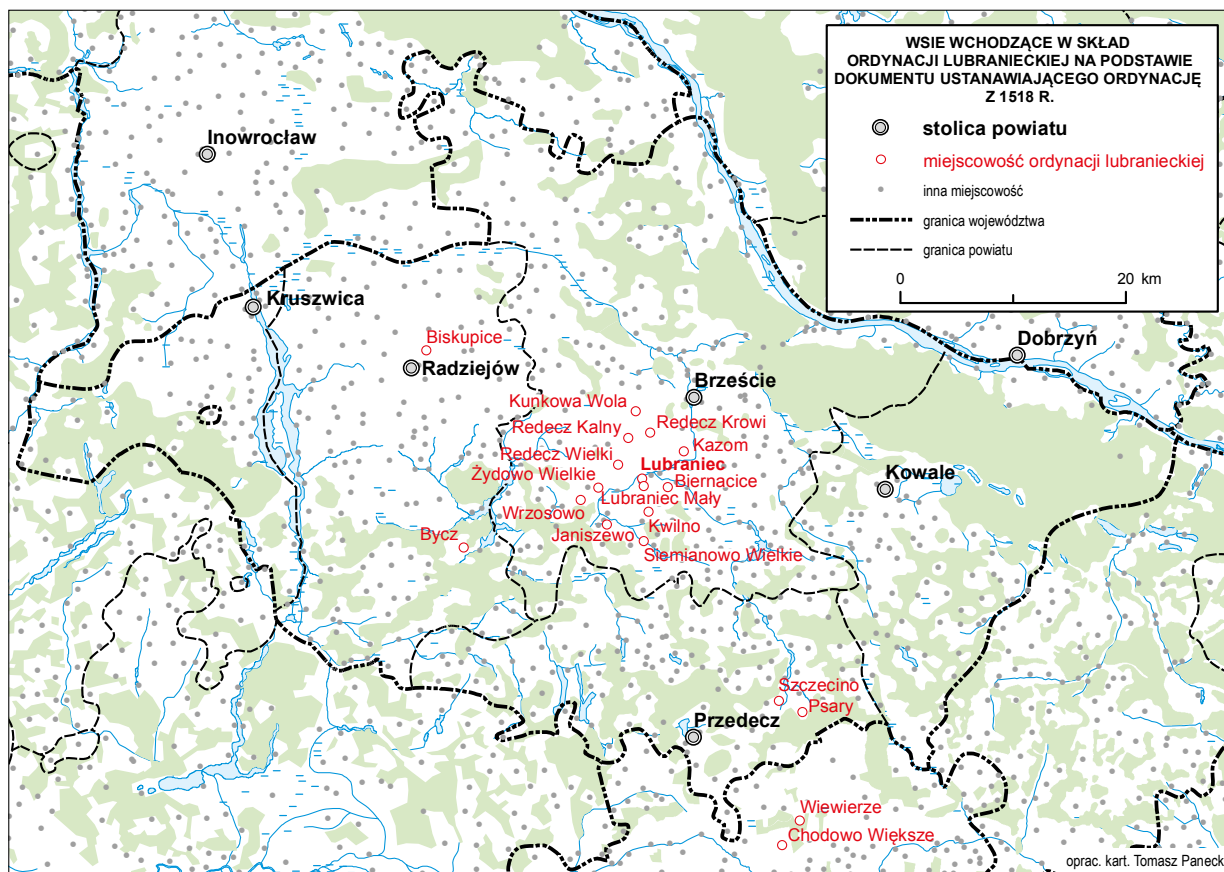 WSIE WCHODZĄCE W SKŁAD
ORDYNACJI LUBRANIECKIEJ NA PODSTAWIE
DOKUMENTU USTANAWIAJĄCEGO ORDYNACJĘ
Z 1518 R.
stolica powiatu
miejscowość ordynacji lubranieckiej
inna miejscowość
granica województwa
granica powiatu
0 20 km
Inowrocław
Kruszwica
Biskupice
Radziejów
Dobrzyń
Brzeście
Kunkowa Wola
Redecz Krowi
Redecz Kalny
Kazom
Redecz Wielki
Lubraniec
Żydowo Wielkie
Biernacice
Kowale
Lubraniec Mały
Wrzosowo
Kwilno
Janiszewo
Bycz
Siemianowo Wielkie
Szczecino
Psary
Przedecz
Wiewierze
Chodowo Większe
oprac. kart. Tomasz Paneck